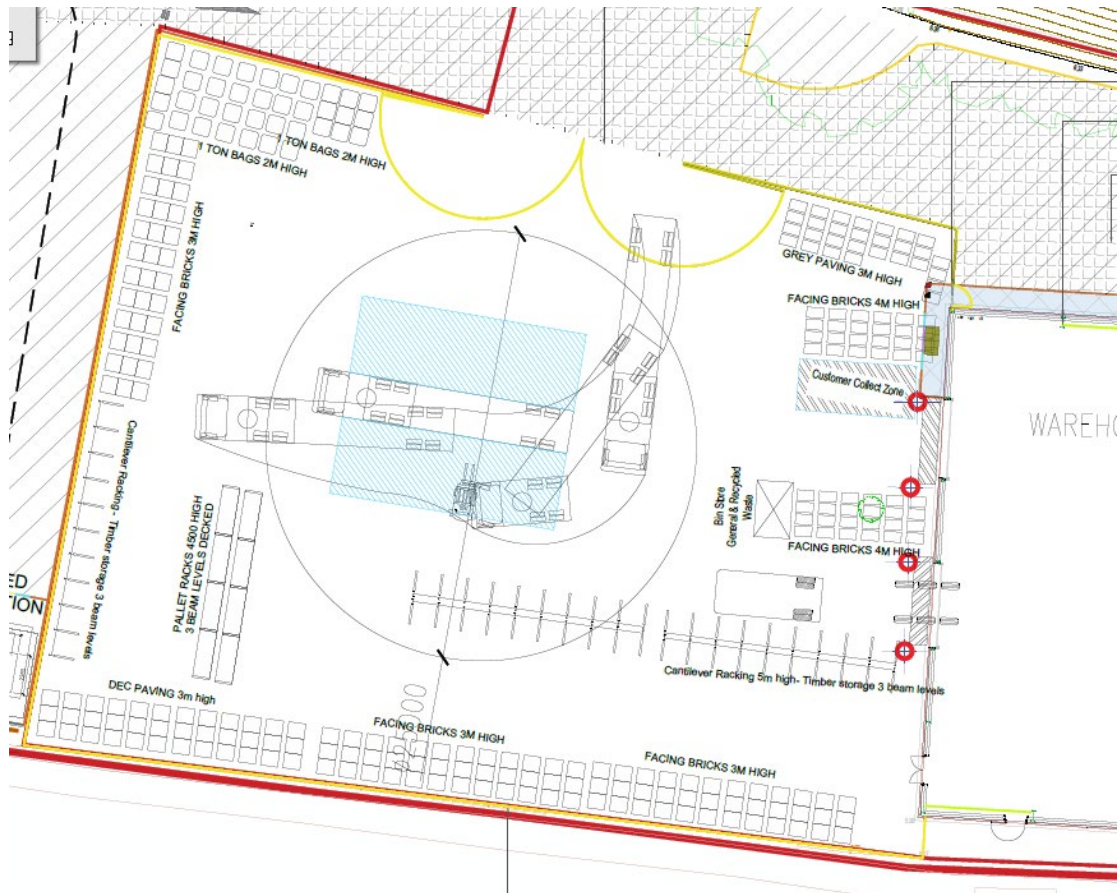 1 TON BAGS 2M HIGH
1 TON BAGS 2M HIGH
FACING BRICKS 3M HIGH
GREY PAVING 3M HIGH
FACING BRICKS 4M HIGH
Customer Collect Zone
WAREHO
Cantilever Racking - Timber storage 3 beam levels
PALLET RACKS 4500 HIGH
3 BEAM LEVELS DECKED
Bin Store
General & Recycled
Waste
FACING BRICKS 4M HIGH
ED
ION
Cantilever Racking 5m high- Timber storage 3 beam levels
DEC PAVING 3m high
FACING BRICKS 3M HIGH
FACING BRICKS 3M HIGH